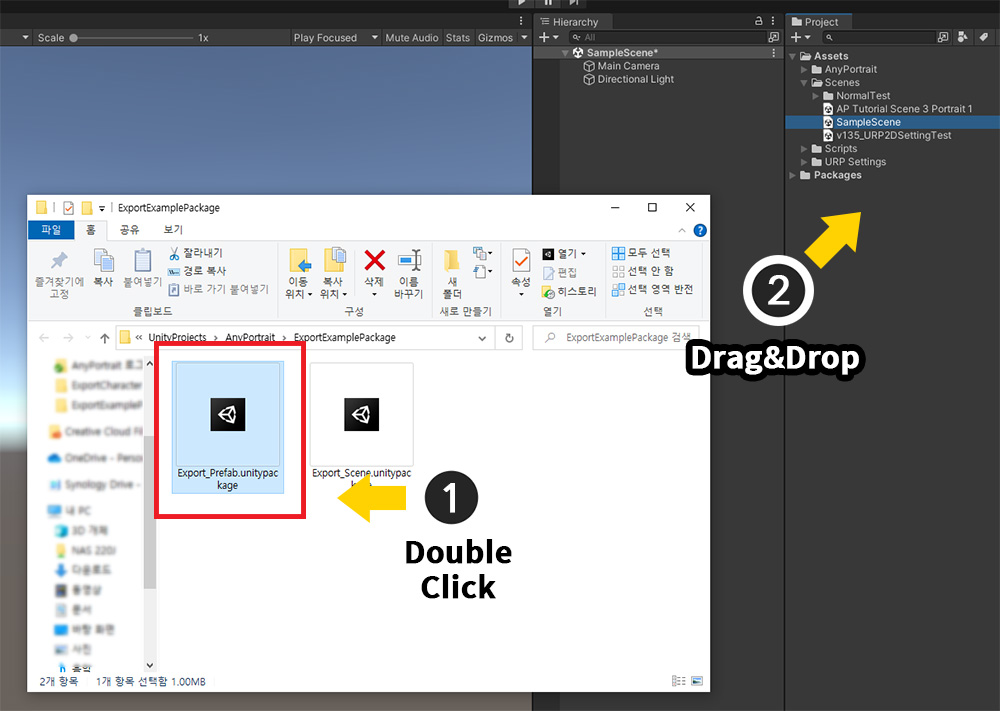 Scale 1x Play Focused Mute Audio Stats Gizmos
Hierarchy
All
SampleScene*
Main Camera
Directional Light
Project
Assets
AnyPortrait
Scenes
NormalTest
AP Tutorial Scene 3 Portrait 1
SampleScene
v135_URP2DSettingTest
Scripts
URP Settings
Packages
ExportExamplePackage
파일 홈 공유 보기
즐겨찾기에
고정
복사
붙여넣기
잘라내기
경로 복사
바로 가기 붙여넣기
클립보드
이동
위치
복사
위치
삭제
이름
바꾸기
구성
새
폴더
새로 만들기
속성
열기
편집
히스토리
열기
모두 선택
선택 안 함
선택 영역 반전
선택
« UnityProjects > AnyPortrait > ExportExamplePackage
ExportExamplePackage 검색
AnyPortrait 로그
ExportCharacter
ExportExampleP
Creative Cloud Fil
OneDrive - Perso
Synology Drive -
내 PC
3D 개체
NAS 220J
다운로드
동영상
문서
바탕 화면
사진
음악
Export_Prefab.unitypac
kage
Export_Scene.unitypac
2개 항목 1개 항목 선택함 1.00MB
1
Double
Click
2
Drag&Drop